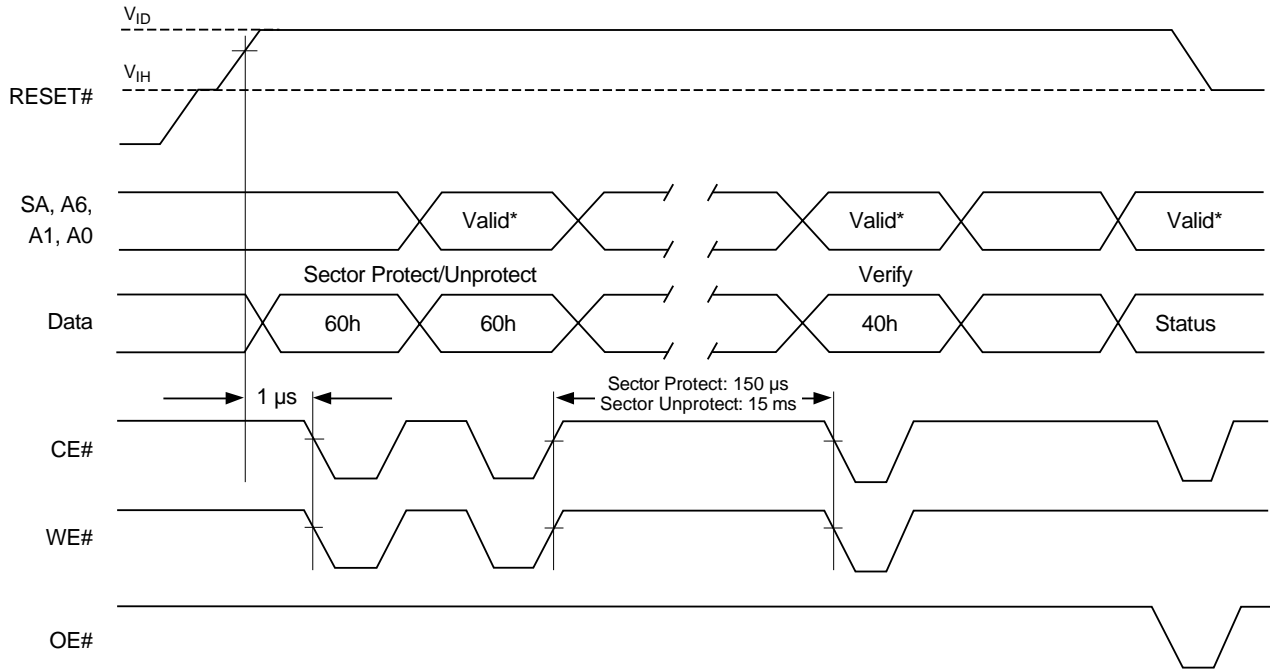 VID
VIH
RESET#
SA, A6,
A1, A0
Valid*
Valid*
Valid*
Sector Protect/Unprotect
Verify
Data
60h
60h
40h
Status
1 µs
Sector Protect: 150 µs
Sector Unprotect: 15 ms
CE#
WE#
OE#